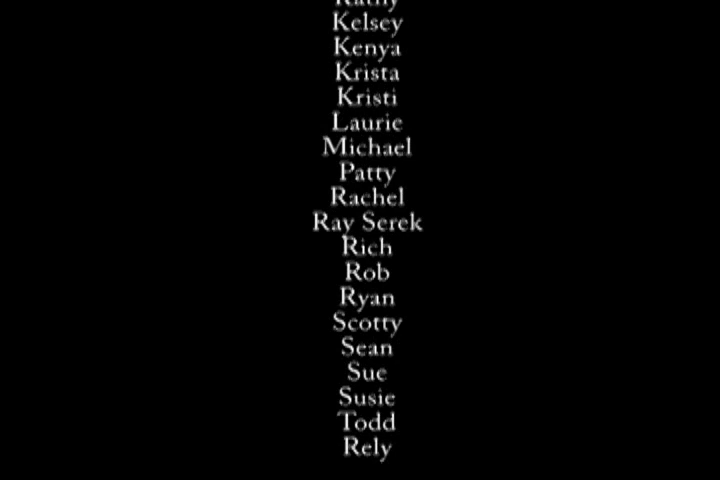 Kathy
Kelsey
Kenya
Krista
Kristi
Laurie
Michael
Patty
Rachel
Ray Serek
Rich
Rob
Ryan
Scotty
Sean
Sue
Susie
Todd
Rely